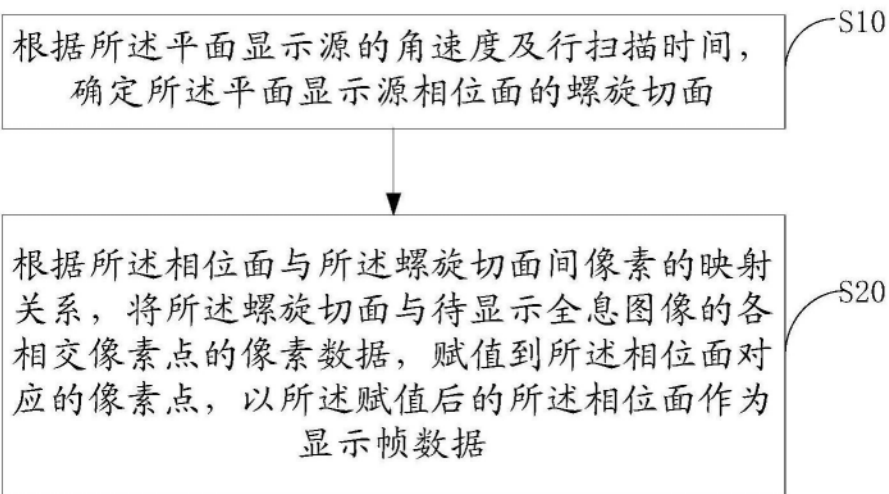 根据所述平面显示源的角速度及行扫描时间，
确定所述平面显示源相位面的螺旋切面
S10
根据所述相位面与所述螺旋切面间像素的映射
关系，将所述螺旋切面与待显示全息图像的各
相交像素点的像素数据，赋值到所述相位面对
应的像素点，以所述赋值后的所述相位面作为
显示帧数据
S20